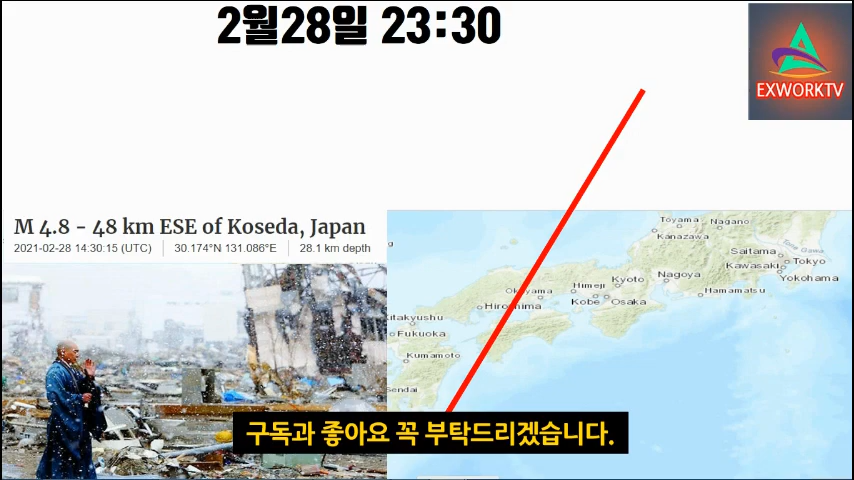 2월28일 23:30
EXWORKTV
M 4.8 - 48 km ESE of Koseda, Japan
2021-02-28 14:30:15 (UTC) 30.174°N 131.086°E 28.1 km depth
Toyama Nagano
Kanazawa
Saitama
Tokyo
Kawasaki
Yokohama
Kyoto
Nagoya
Himeji
Okayama
Kobe Osaka
Hamamatsu
Hiroshima
itakyushu
Fukuoka
Kumamoto
Sendai
구독과 좋아요 꼭 부탁드리겠습니다.